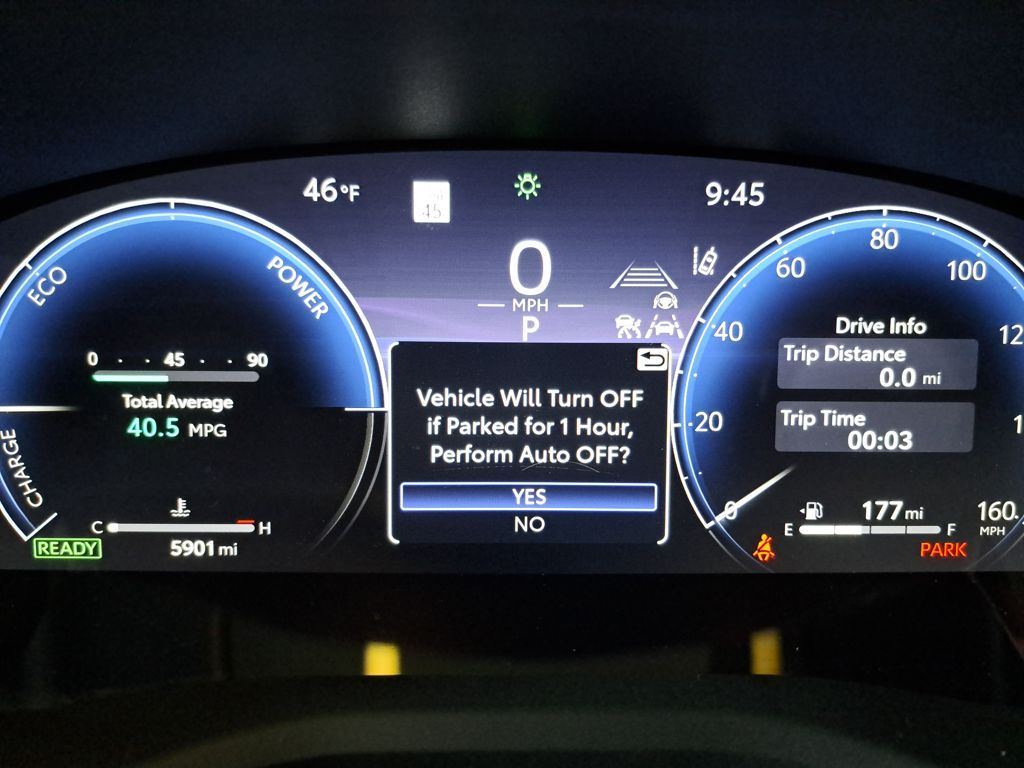 46°F
45
9:45
0
MPH
P
ECO
POWER
CHARGE
0 45 90
Total Average
40.5 MPG
C H
READY
5901 mi
Vehicle Will Turn OFF
if Parked for 1 Hour,
Perform Auto OFF?
YES
NO
0
20
40
60
80
100
160
MPH
Drive Info
Trip Distance
0.0 mi
Trip Time
00:03
177 mi
E F
PARK